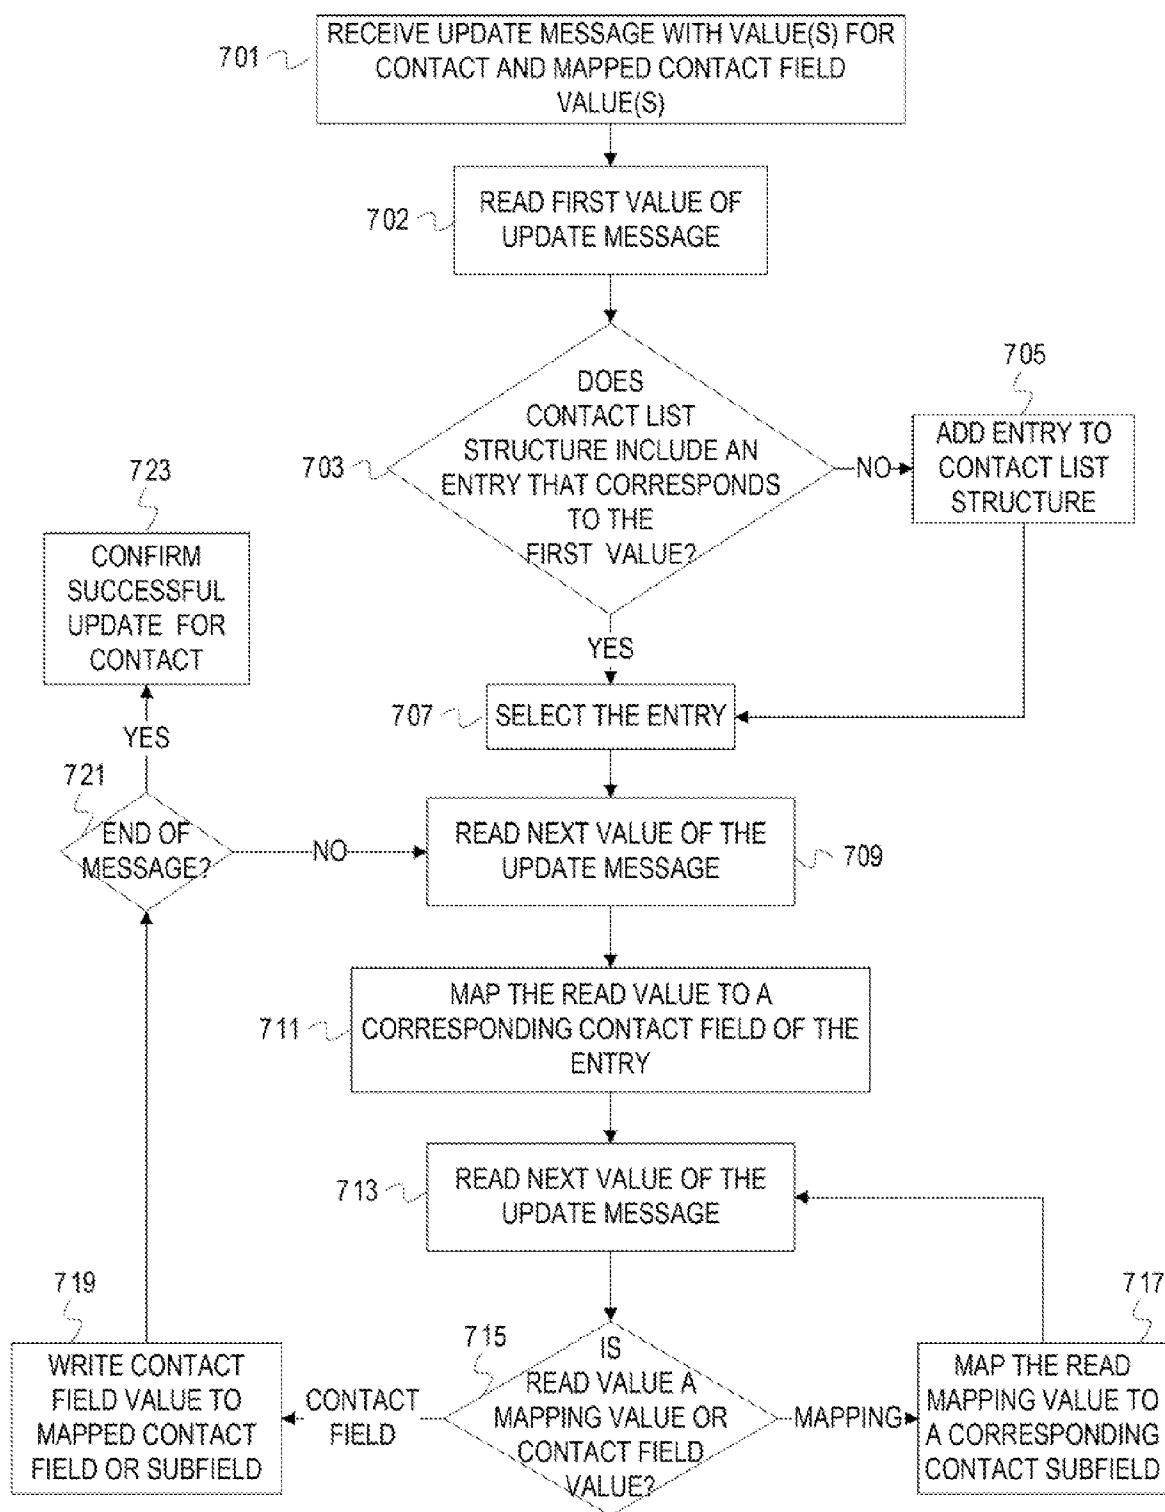 RECEIVE UPDATE MESSAGE WITH VALUE(S) FOR
CONTACT AND MAPPED CONTACT FIELD
VALUE(S)
701
READ FIRST VALUE OF
UPDATE MESSAGE
702
DOES
CONTACT LIST
STRUCTURE INCLUDE AN
ENTRY THAT CORRESPONDS
TO THE
FIRST VALUE?
703
NO
705
ADD ENTRY TO
CONTACT LIST
STRUCTURE
YES
723
CONFIRM
SUCCESSFUL
UPDATE FOR
CONTACT
707
SELECT THE ENTRY
YES
721
END OF
MESSAGE?
NO
READ NEXT VALUE OF THE
UPDATE MESSAGE
709
MAP THE READ VALUE TO A
CORRESPONDING CONTACT FIELD OF THE
ENTRY
711
READ NEXT VALUE OF THE
UPDATE MESSAGE
713
715
IS
READ VALUE A
MAPPING VALUE OR
CONTACT FIELD
VALUE?
MAPPING
717
MAP THE READ
MAPPING VALUE TO
A CORRESPONDING
CONTACT SUBFIELD
CONTACT
FIELD
719
WRITE CONTACT
FIELD VALUE TO
MAPPED CONTACT
FIELD OR SUBFIELD